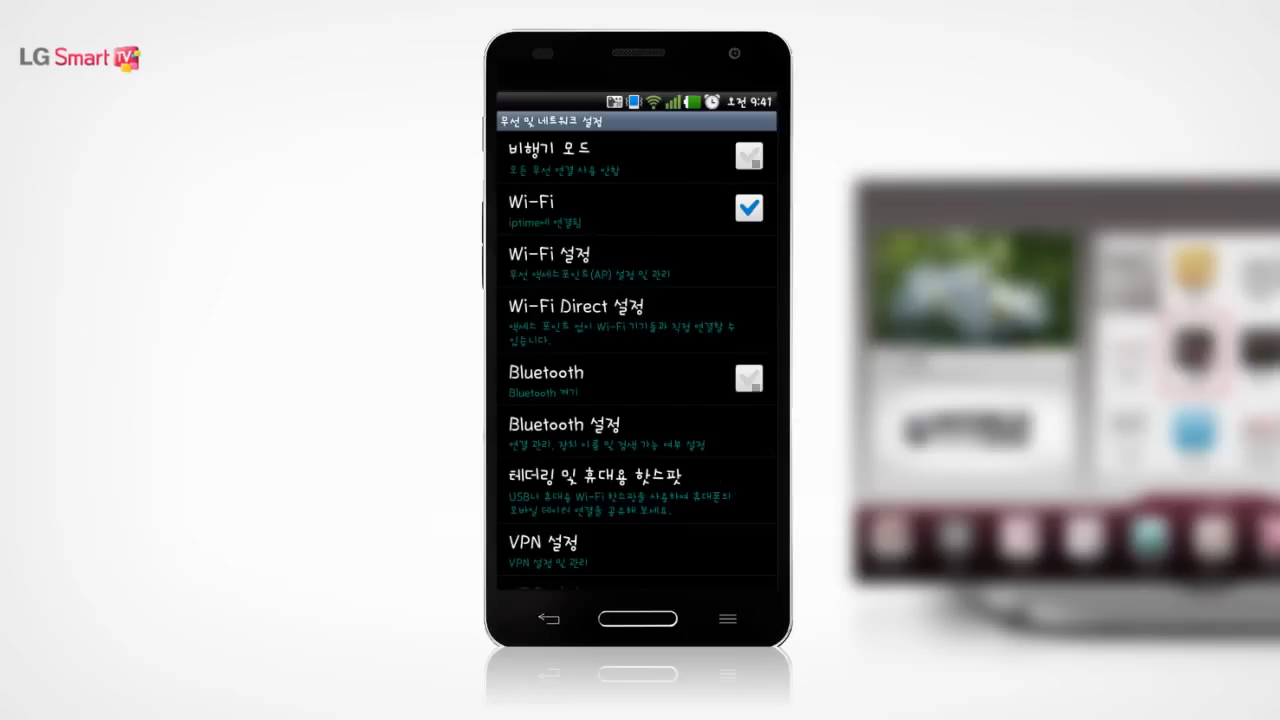 LG Smart TV
오전 9:41
무선 및 네트워크 설정
비행기 모드
모든 무선 연결 사용 안함
Wi-Fi
iptime에 연결됨
Wi-Fi 설정
무선 액세스포인트(AP) 설정 및 관리
Wi-Fi Direct 설정
액세스 포인트 없이 Wi-Fi 기기들과 직접 연결할 수
있습니다.
Bluetooth
Bluetooth 켜기
Bluetooth 설정
연결 관리, 장치 이름 및 검색 가능 여부 설정
테더링 및 휴대용 핫스팟
USB나 휴대용 Wi-Fi 핫스팟을 사용하여 휴대폰의
모바일 데이터 연결을 공유해 보세요.
VPN 설정
VPN 설정 및 관리